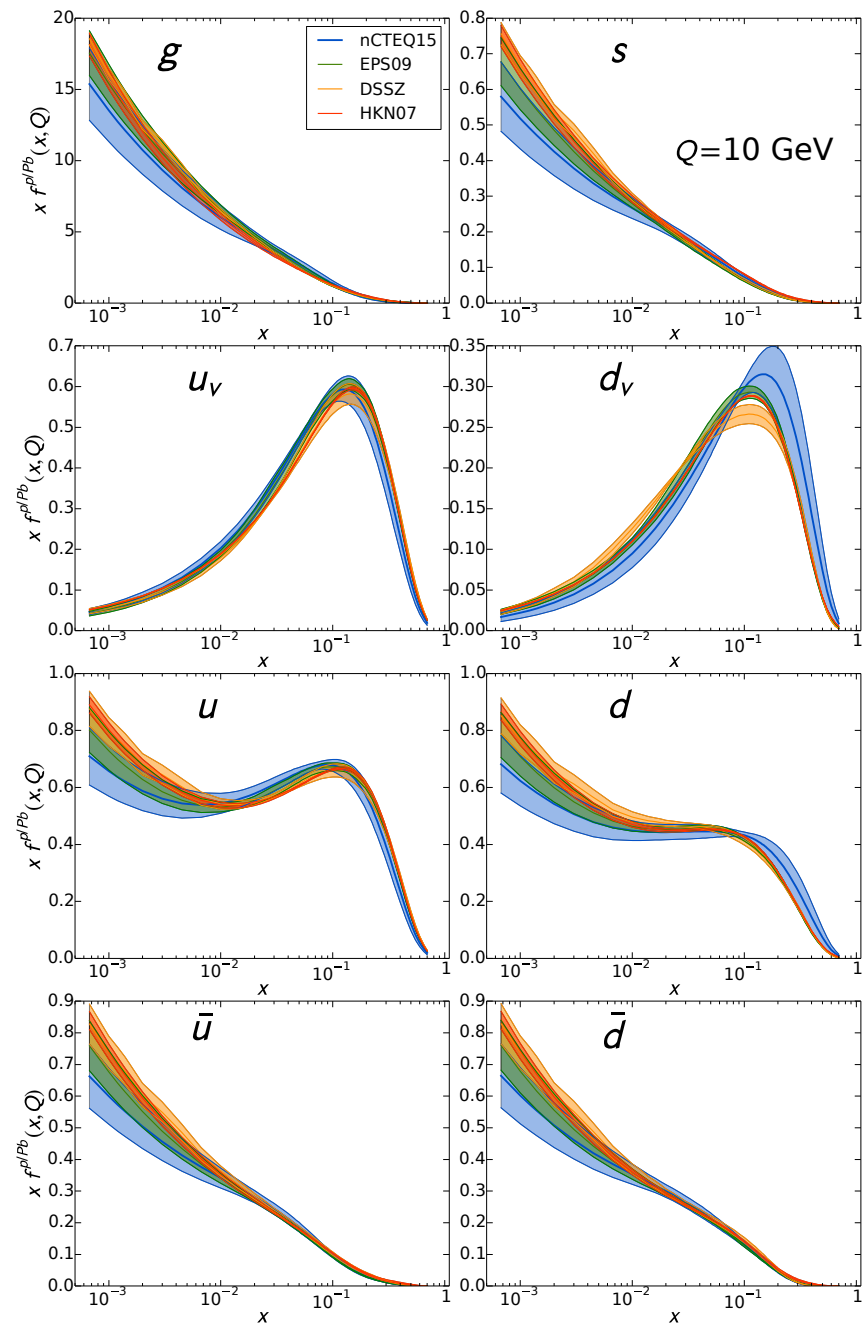 g
nCTEQ15
EPS09
DSSZ
HKN07
20
15
10
5
0
x f^{p/Pb}(x,Q)
10^{-3} 10^{-2} 10^{-1} 1
x
s
Q=10 GeV
0.8
0.7
0.6
0.5
0.4
0.3
0.2
0.1
0.0
10^{-3} 10^{-2} 10^{-1} 1
x
u_v
0.7
0.6
0.5
0.4
0.3
0.2
0.1
0.0
x f^{p/Pb}(x,Q)
10^{-3} 10^{-2} 10^{-1} 1
x
d_v
0.35
0.30
0.25
0.20
0.15
0.10
0.05
0.00
10^{-3} 10^{-2} 10^{-1} 1
x
u
1.0
0.8
0.6
0.4
0.2
0.0
x f^{p/Pb}(x,Q)
10^{-3} 10^{-2} 10^{-1} 1
x
d
1.0
0.8
0.6
0.4
0.2
0.0
10^{-3} 10^{-2} 10^{-1} 1
x
ū
0.9
0.8
0.7
0.6
0.5
0.4
0.3
0.2
0.1
0.0
x f^{p/Pb}(x,Q)
10^{-3} 10^{-2} 10^{-1} 1
x
d̄
0.9
0.8
0.7
0.6
0.5
0.4
0.3
0.2
0.1
0.0
10^{-3} 10^{-2} 10^{-1} 1
x